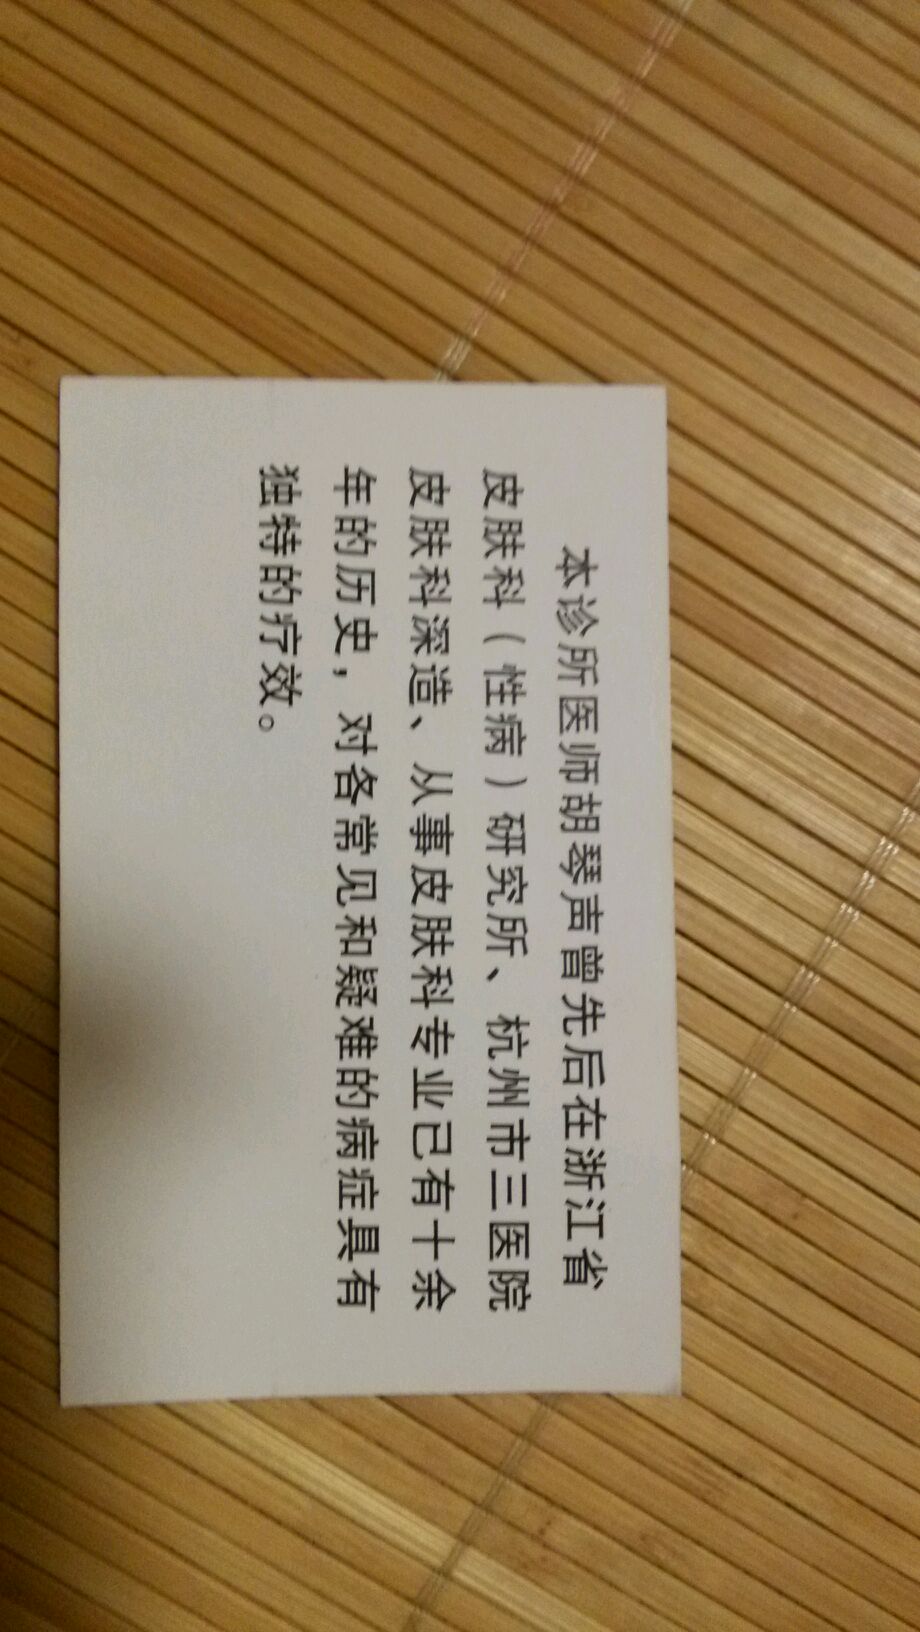 本诊所医师胡琴声曾先后在浙江省
皮肤科（性病）研究所、杭州市三医院
皮肤科深造、从事皮肤科专业已有十余
年的历史，对各常见和疑难的病症具有
独特的疗效。